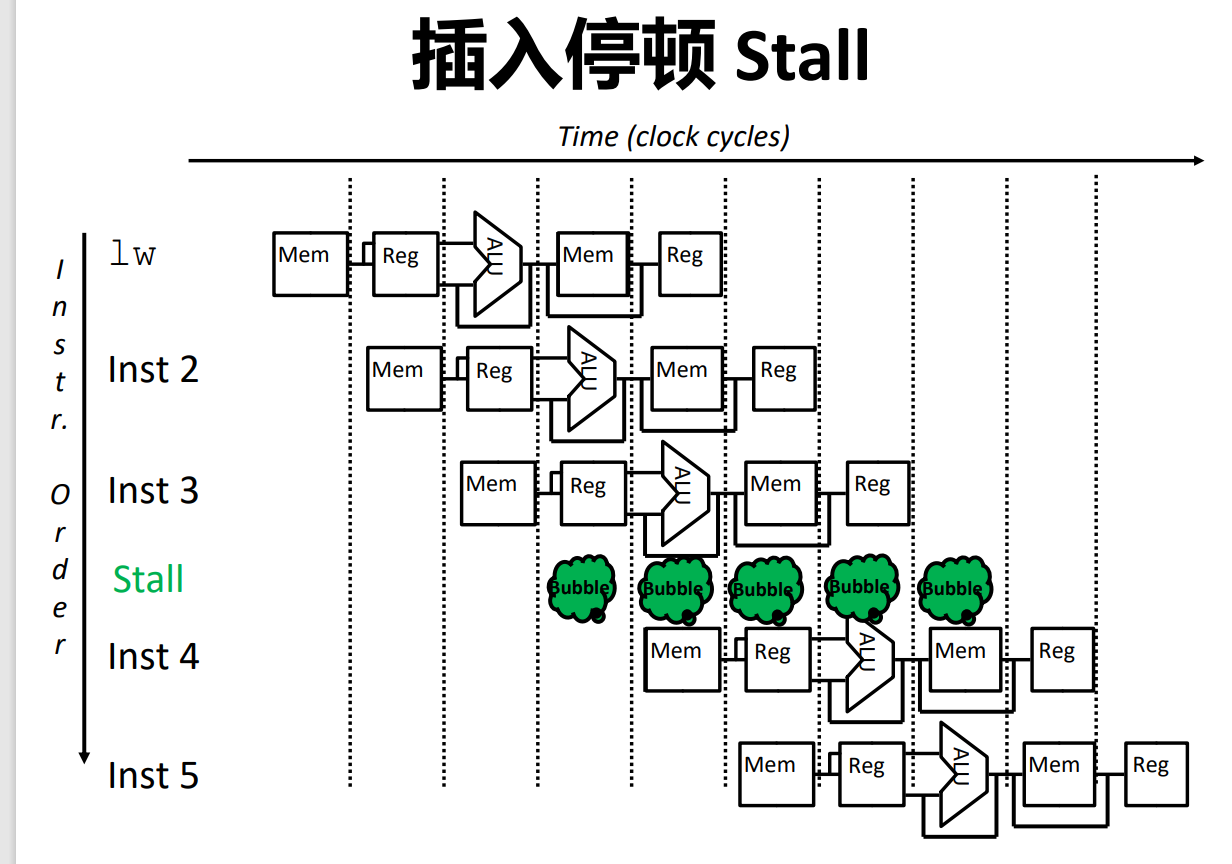 插入停顿 Stall
Time (clock cycles)
Instr. Order
lw
Mem Reg ALU Mem Reg
Inst 2
Mem Reg ALU Mem Reg
Inst 3
Mem Reg ALU Mem Reg
Stall
Bubble Bubble Bubble Bubble Bubble
Inst 4
Mem Reg ALU Mem Reg
Inst 5
Mem Reg ALU Mem Reg